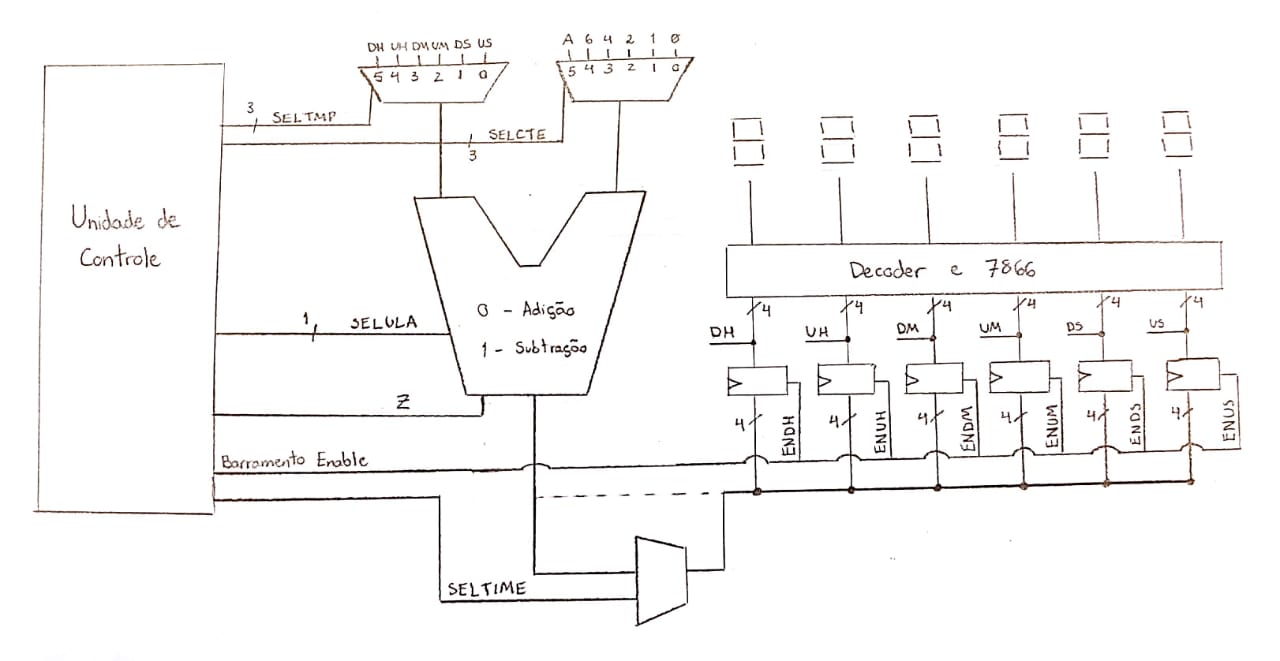 DH UH DM UM DS US
5 4 3 2 1 0
A 6 4 2 1 0
5 4 3 2 1 0
3 SELTMP
SELCTE
3
Unidade de
Controle
0 - Adição
1 - Subtração
1 SELULA
Z
Barramento Enable
SELTIME
Decoder e 7866
4 4 4 4 4 4
DH UH DM UM DS US
4 4 4 4 4 4
ENDH ENUH ENDM ENUM ENDS ENUS